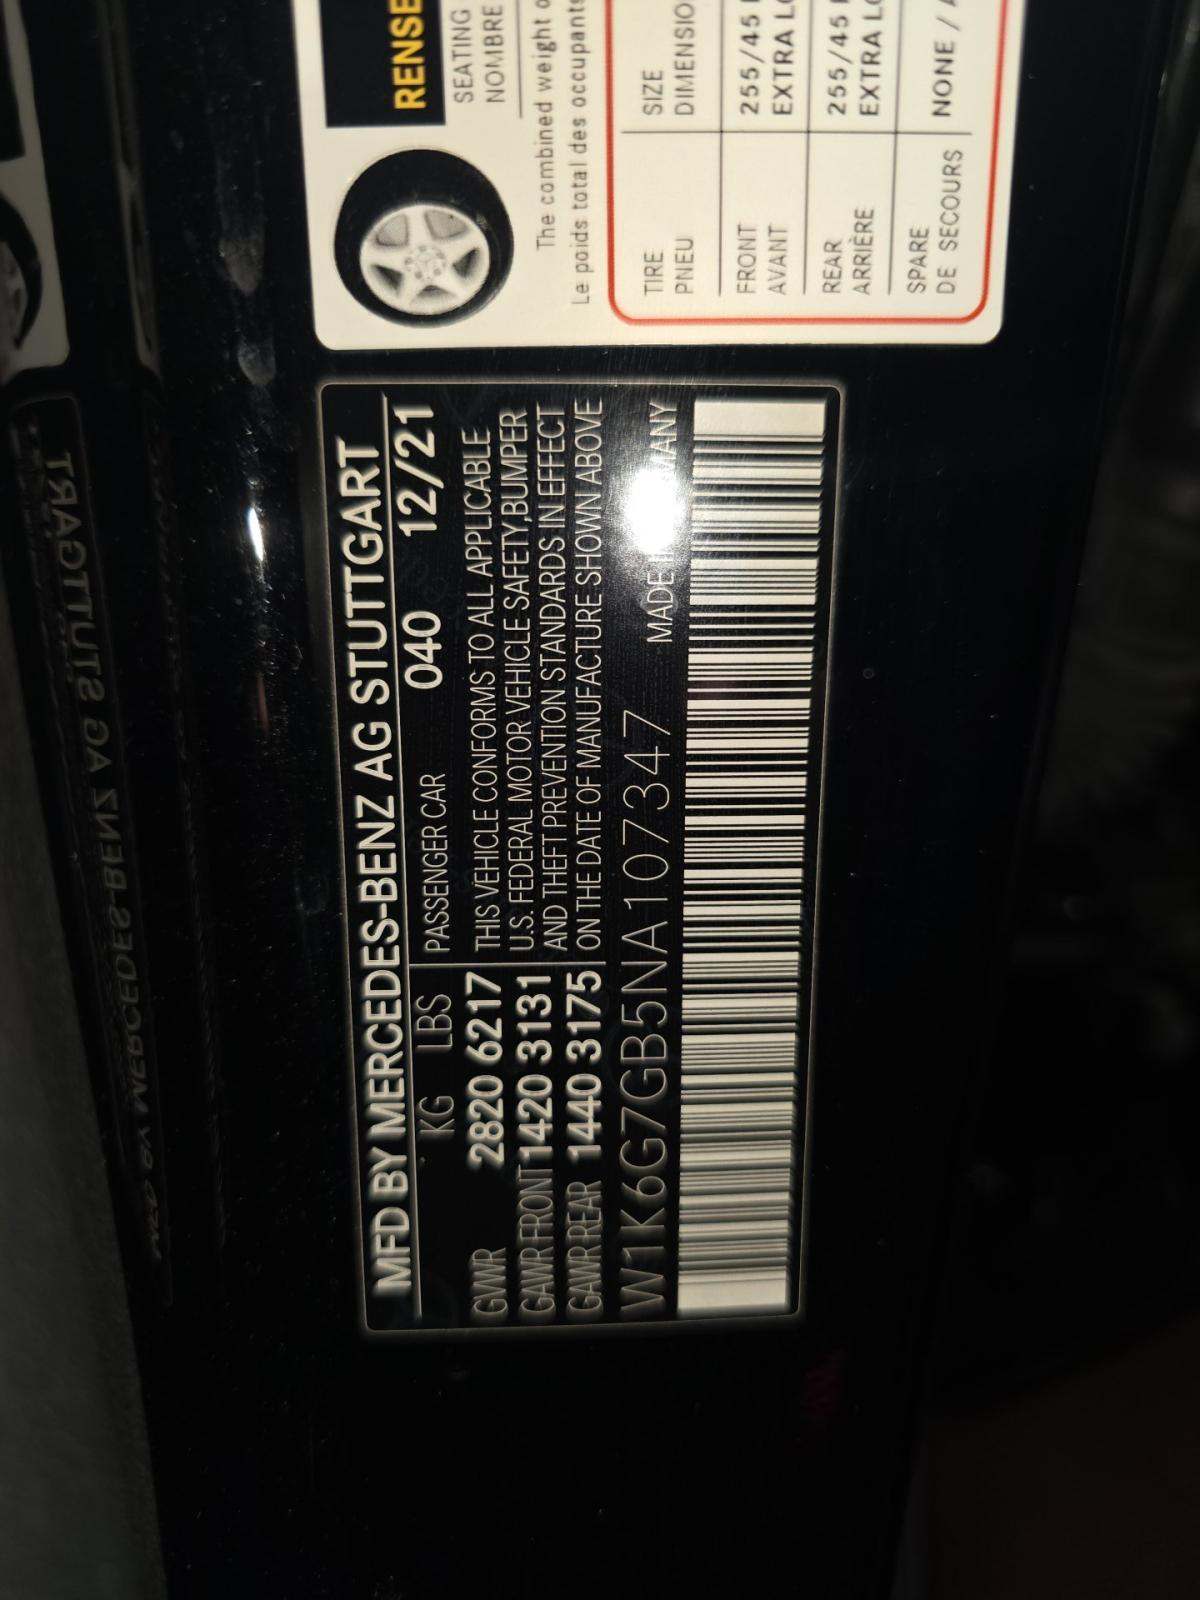 MFD BY MERCEDES-BENZ AG STUTTGART
KG LBS PASSENGER CAR 040 12/21
GVWR 2820 6217
GAWR FRONT 1420 3131
GAWR REAR 1440 3175
THIS VEHICLE CONFORMS TO ALL APPLICABLE
U.S. FEDERAL MOTOR VEHICLE SAFETY,BUMPER
AND THEFT PREVENTION STANDARDS IN EFFECT
ON THE DATE OF MANUFACTURE SHOWN ABOVE
W1K6G7GB5NA107347 MADE
RENSE
SEATING
NOMBRE
The combined weight o
Le poids total des occupants
TIRE SIZE
PNEU DIMENSIO
FRONT 255/45
AVANT EXTRA LO
REAR 255/45
ARRIÈRE EXTRA LO
SPARE NONE /
DE SECOURS